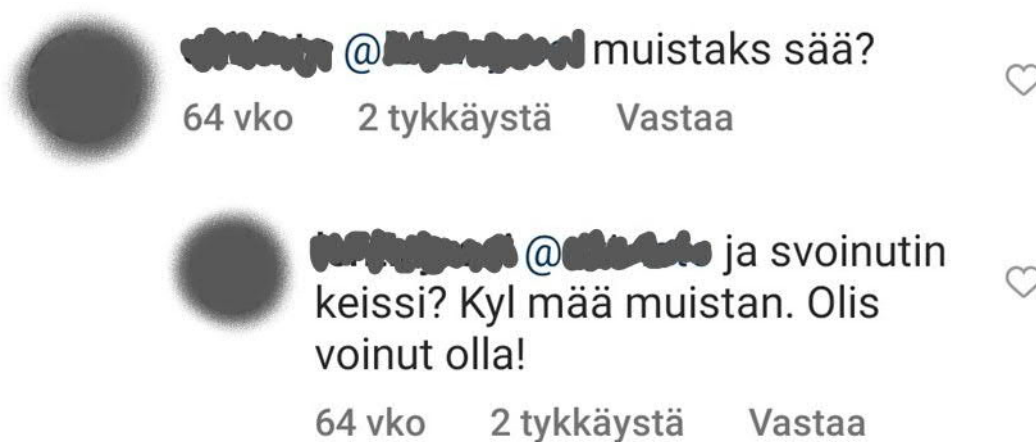 @ muistaks sää?
64 vko 2 tykkäystä Vastaa
@ ja svoinutin
keissi? Kyl mää muistan. Olis
voinut olla!
64 vko 2 tykkäystä Vastaa